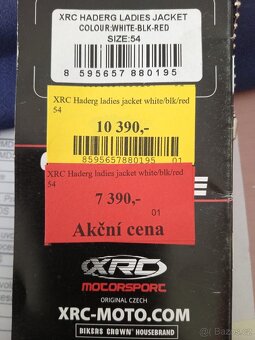 XRC HADERG LADIES JACKET
COLOUR:WHITE-BLK-RED
SIZE:54
8 595657 880195
XRC Haderg ladies jacket white/blk/red
54
10 390,-
8595657880195 01
XRC Haderg ladies jacket white/blk/red
54
7 390,-
01
Akční cena
XRC
MOTORSPORT
ORIGINAL CZECH
XRC-MOTO.COM
BIKERS CROWN HOUSEBRAND